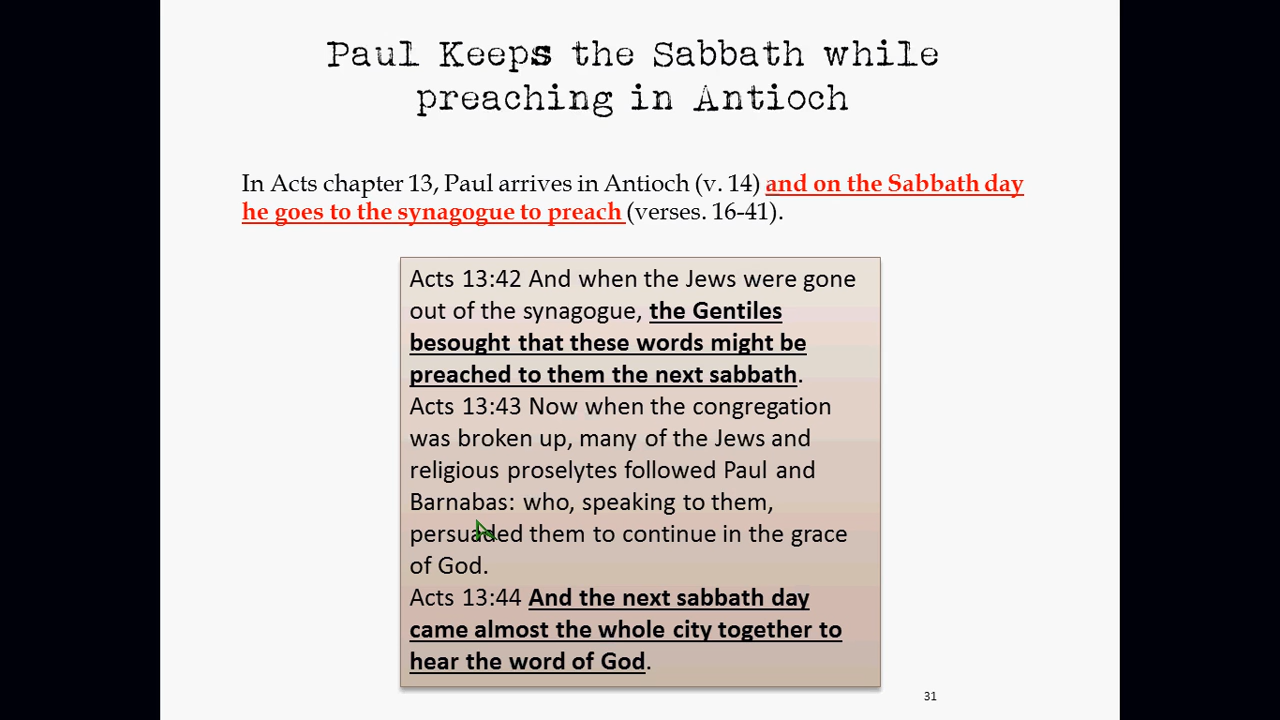 Paul Keeps the Sabbath while
preaching in Antioch
In Acts chapter 13, Paul arrives in Antioch (v. 14) and on the Sabbath day
he goes to the synagogue to preach (verses. 16-41).
Acts 13:42 And when the Jews were gone
out of the synagogue, the Gentiles
besought that these words might be
preached to them the next sabbath.
Acts 13:43 Now when the congregation
was broken up, many of the Jews and
religious proselytes followed Paul and
Barnabas: who, speaking to them,
persuaded them to continue in the grace
of God.
Acts 13:44 And the next sabbath day
came almost the whole city together to
hear the word of God.
31